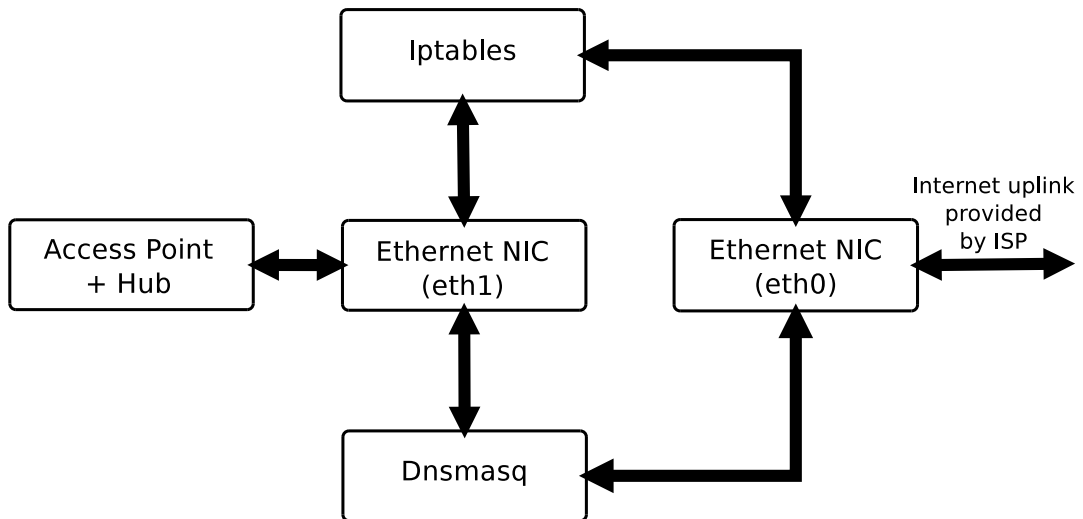 Iptables
Internet uplink
provided
by ISP
Access Point
+ Hub
Ethernet NIC
(eth1)
Ethernet NIC
(eth0)
Dnsmasq